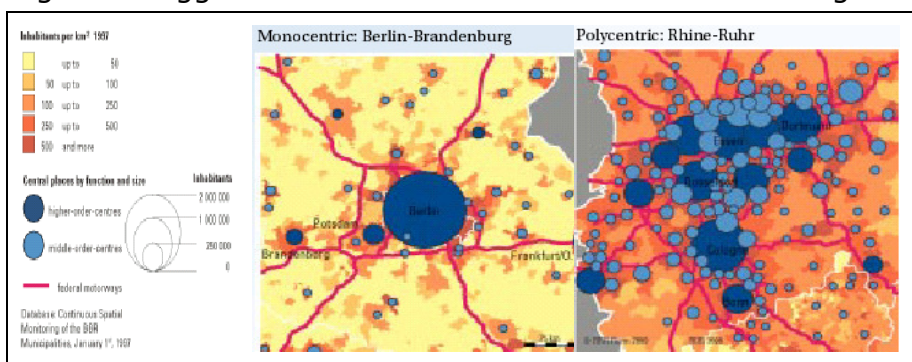 Inhabitants per km² 1997
up to 50
50 up to 100
100 up to 250
250 up to 500
500 and more
Central places by function and size
Inhabitants
2 000 000
1 000 000
250 000
0
higher-order-centres
middle-order-centres
federal motorways
Database: Continuous Spatial
Monitoring of the BBR
Municipalities, January 1st, 1997
Monocentric: Berlin-Brandenburg
Berlin
Potsdam
Brandenburg
Frankfurt/O.
Polycentric: Rhine-Ruhr
Dortmund
Essen
Düsseldorf
Cologne
Bonn